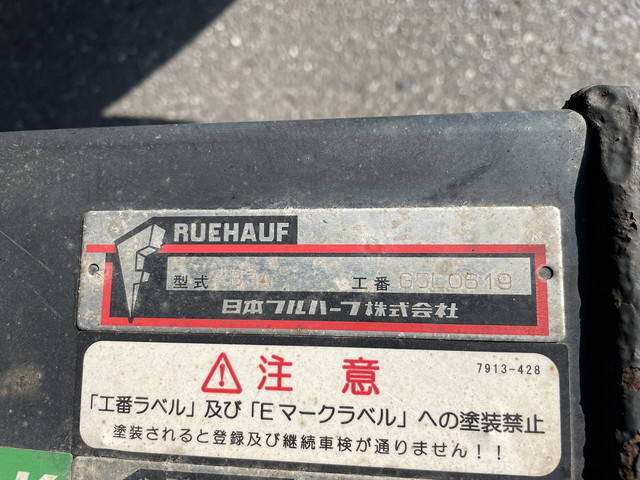 RUEHAUF
型式 工番 G5L0619
日本フルハーフ株式会社
注意 7913-428
「工番ラベル」及び「Eマークラベル」への塗装禁止
塗装されると登録及び継続車検が通りません!!